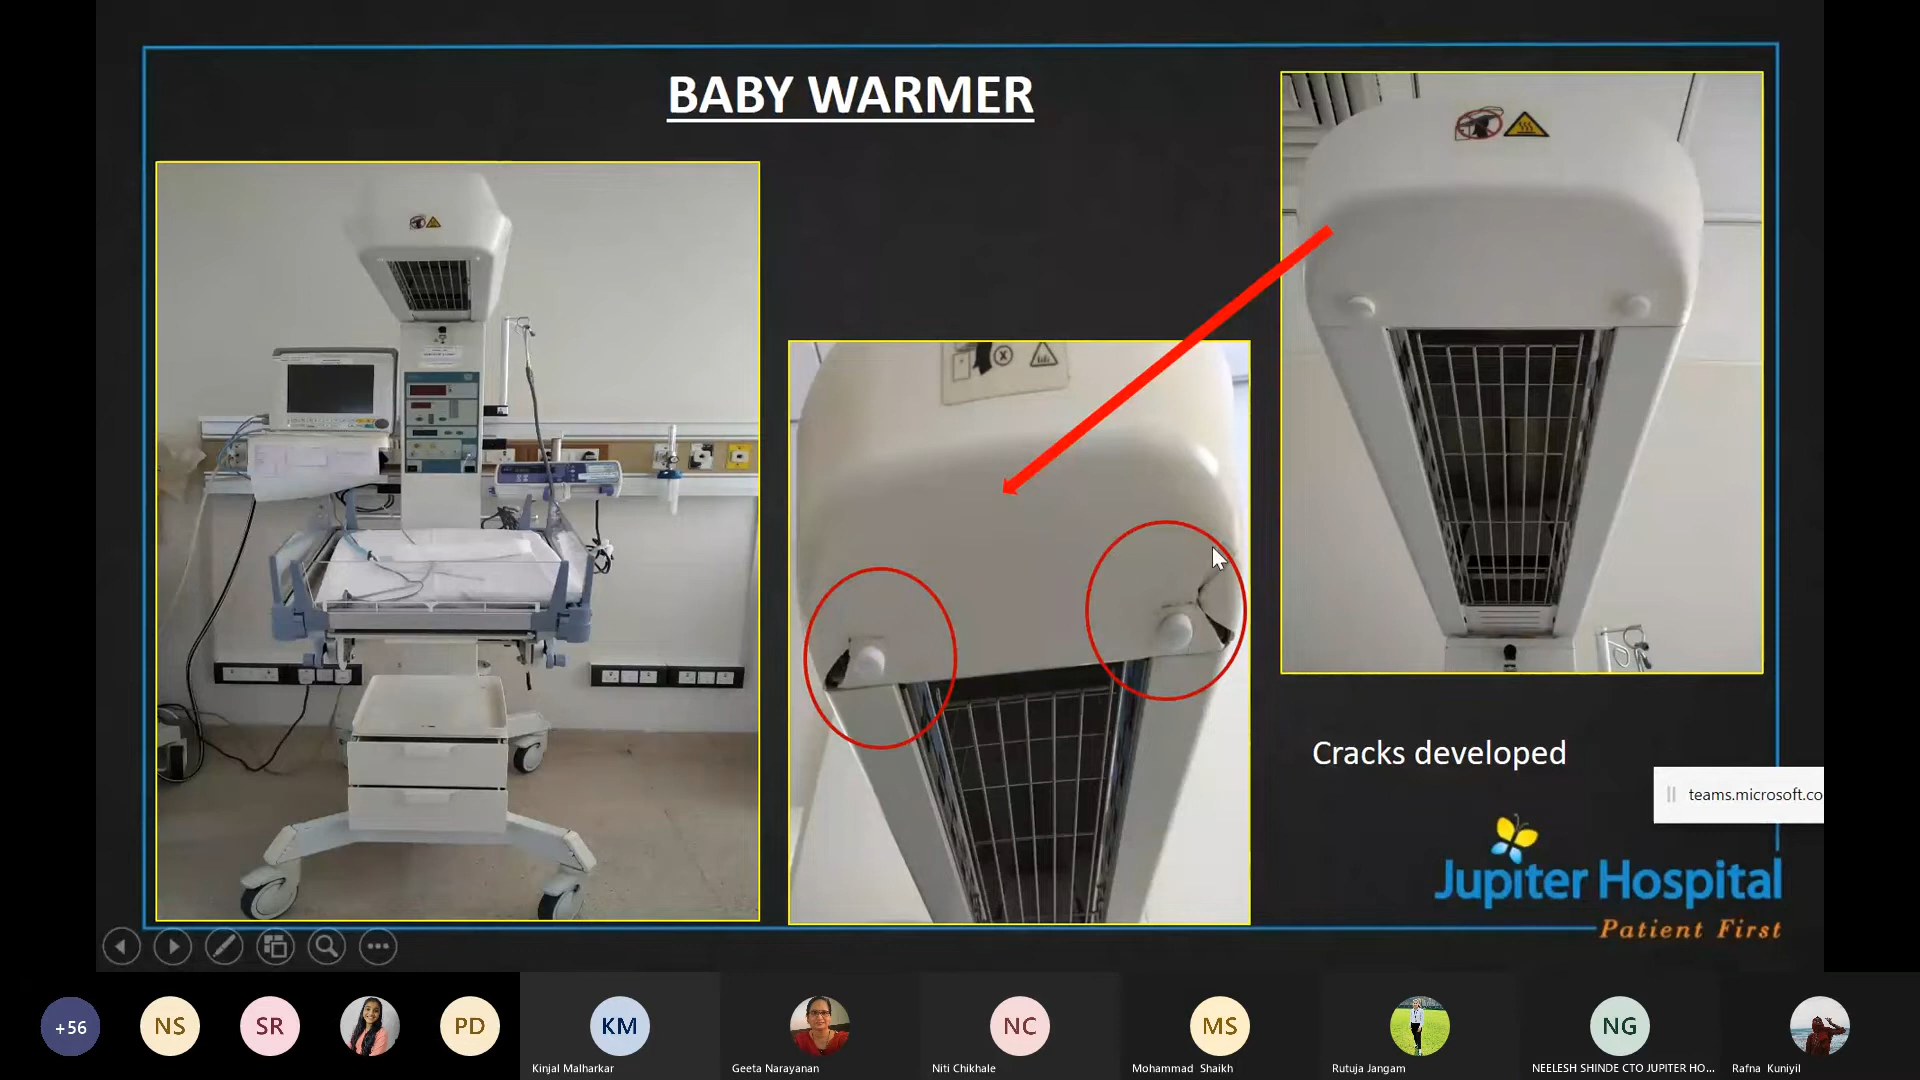 BABY WARMER
Cracks developed
teams.microsoft.co
Jupiter Hospital
Patient First
+56
NS
SR
PD
KM
NC
MS
NG
Kinjal Malharkar
Geeta Narayanan
Niti Chikhale
Mohammad Shaikh
Rutuja Jangam
NEELESH SHINDE CTO JUPITER HO...
Rafna Kuniyil